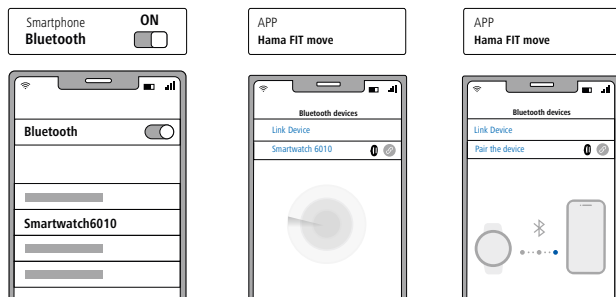 Smartphone
ON
Bluetooth
Bluetooth
Smartwatch6010
APP
Hama FIT move
Bluetooth devices
Link Device
Smartwatch 6010
APP
Hama FIT move
Bluetooth devices
Link Device
Pair the device